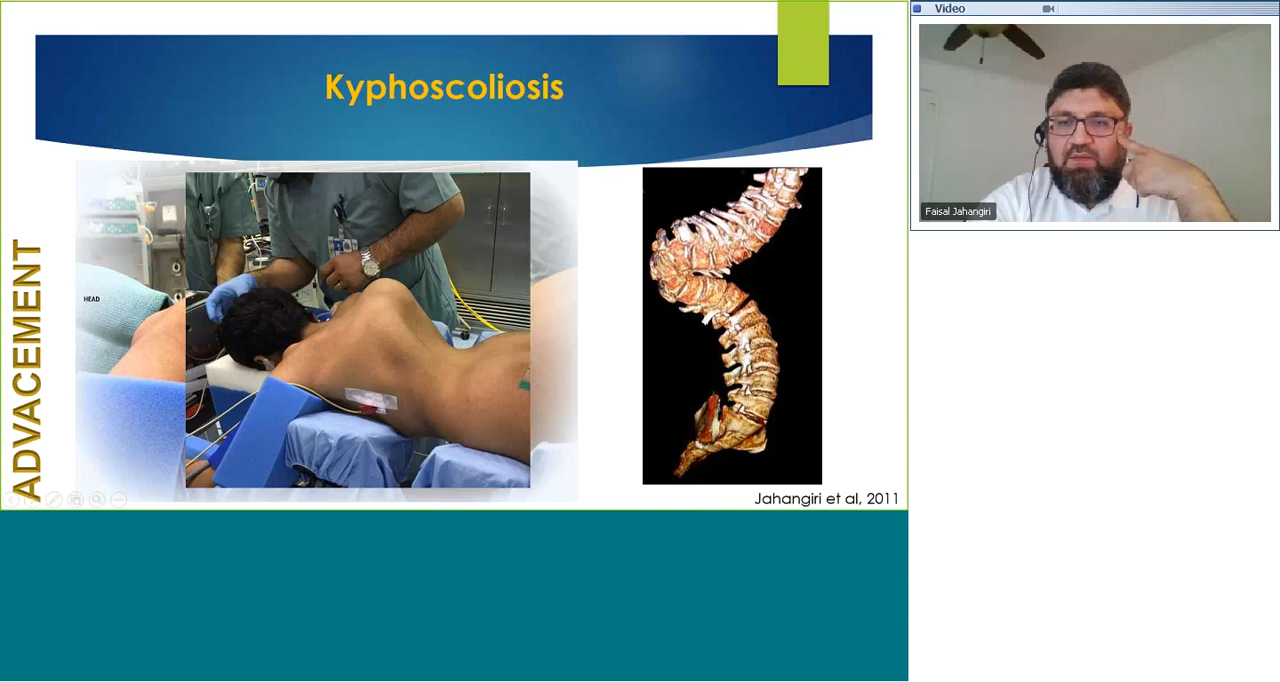 Kyphoscoliosis
ADVACEMENT
HEAD
Jahangiri et al, 2011
Video
Faisal Jahangiri